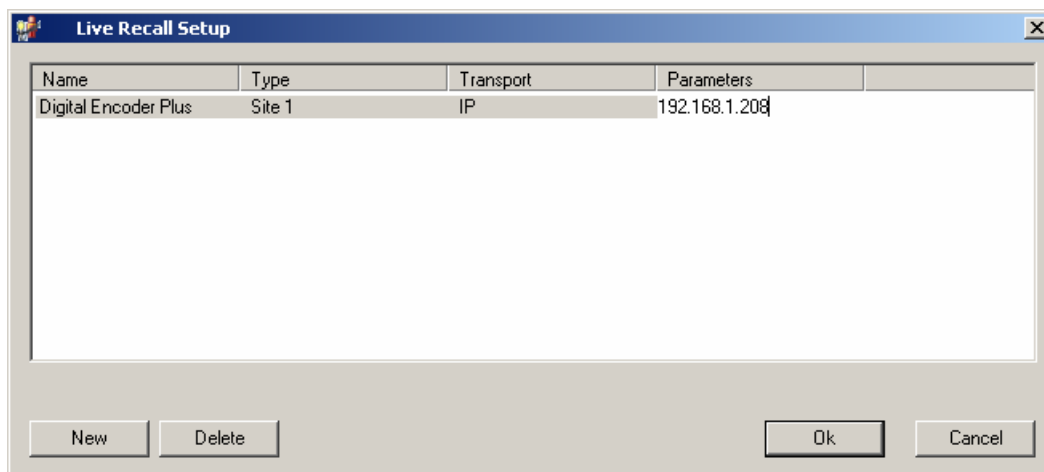 Live Recall Setup
Name Type Transport Parameters
Digital Encoder Plus Site 1 IP 192.168.1.208
New Delete Ok Cancel